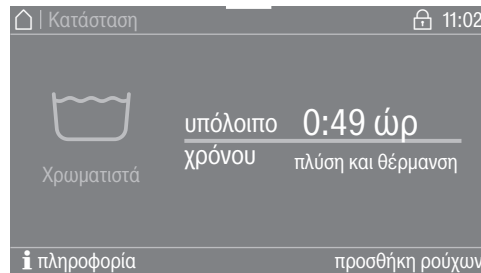 | Κατάσταση 11:02
υπόλοιπο 0:49 ώρ
χρόνου πλύση και θέρμανση
Χρωματιστά
i πληροφορία προσθήκη ρούχων